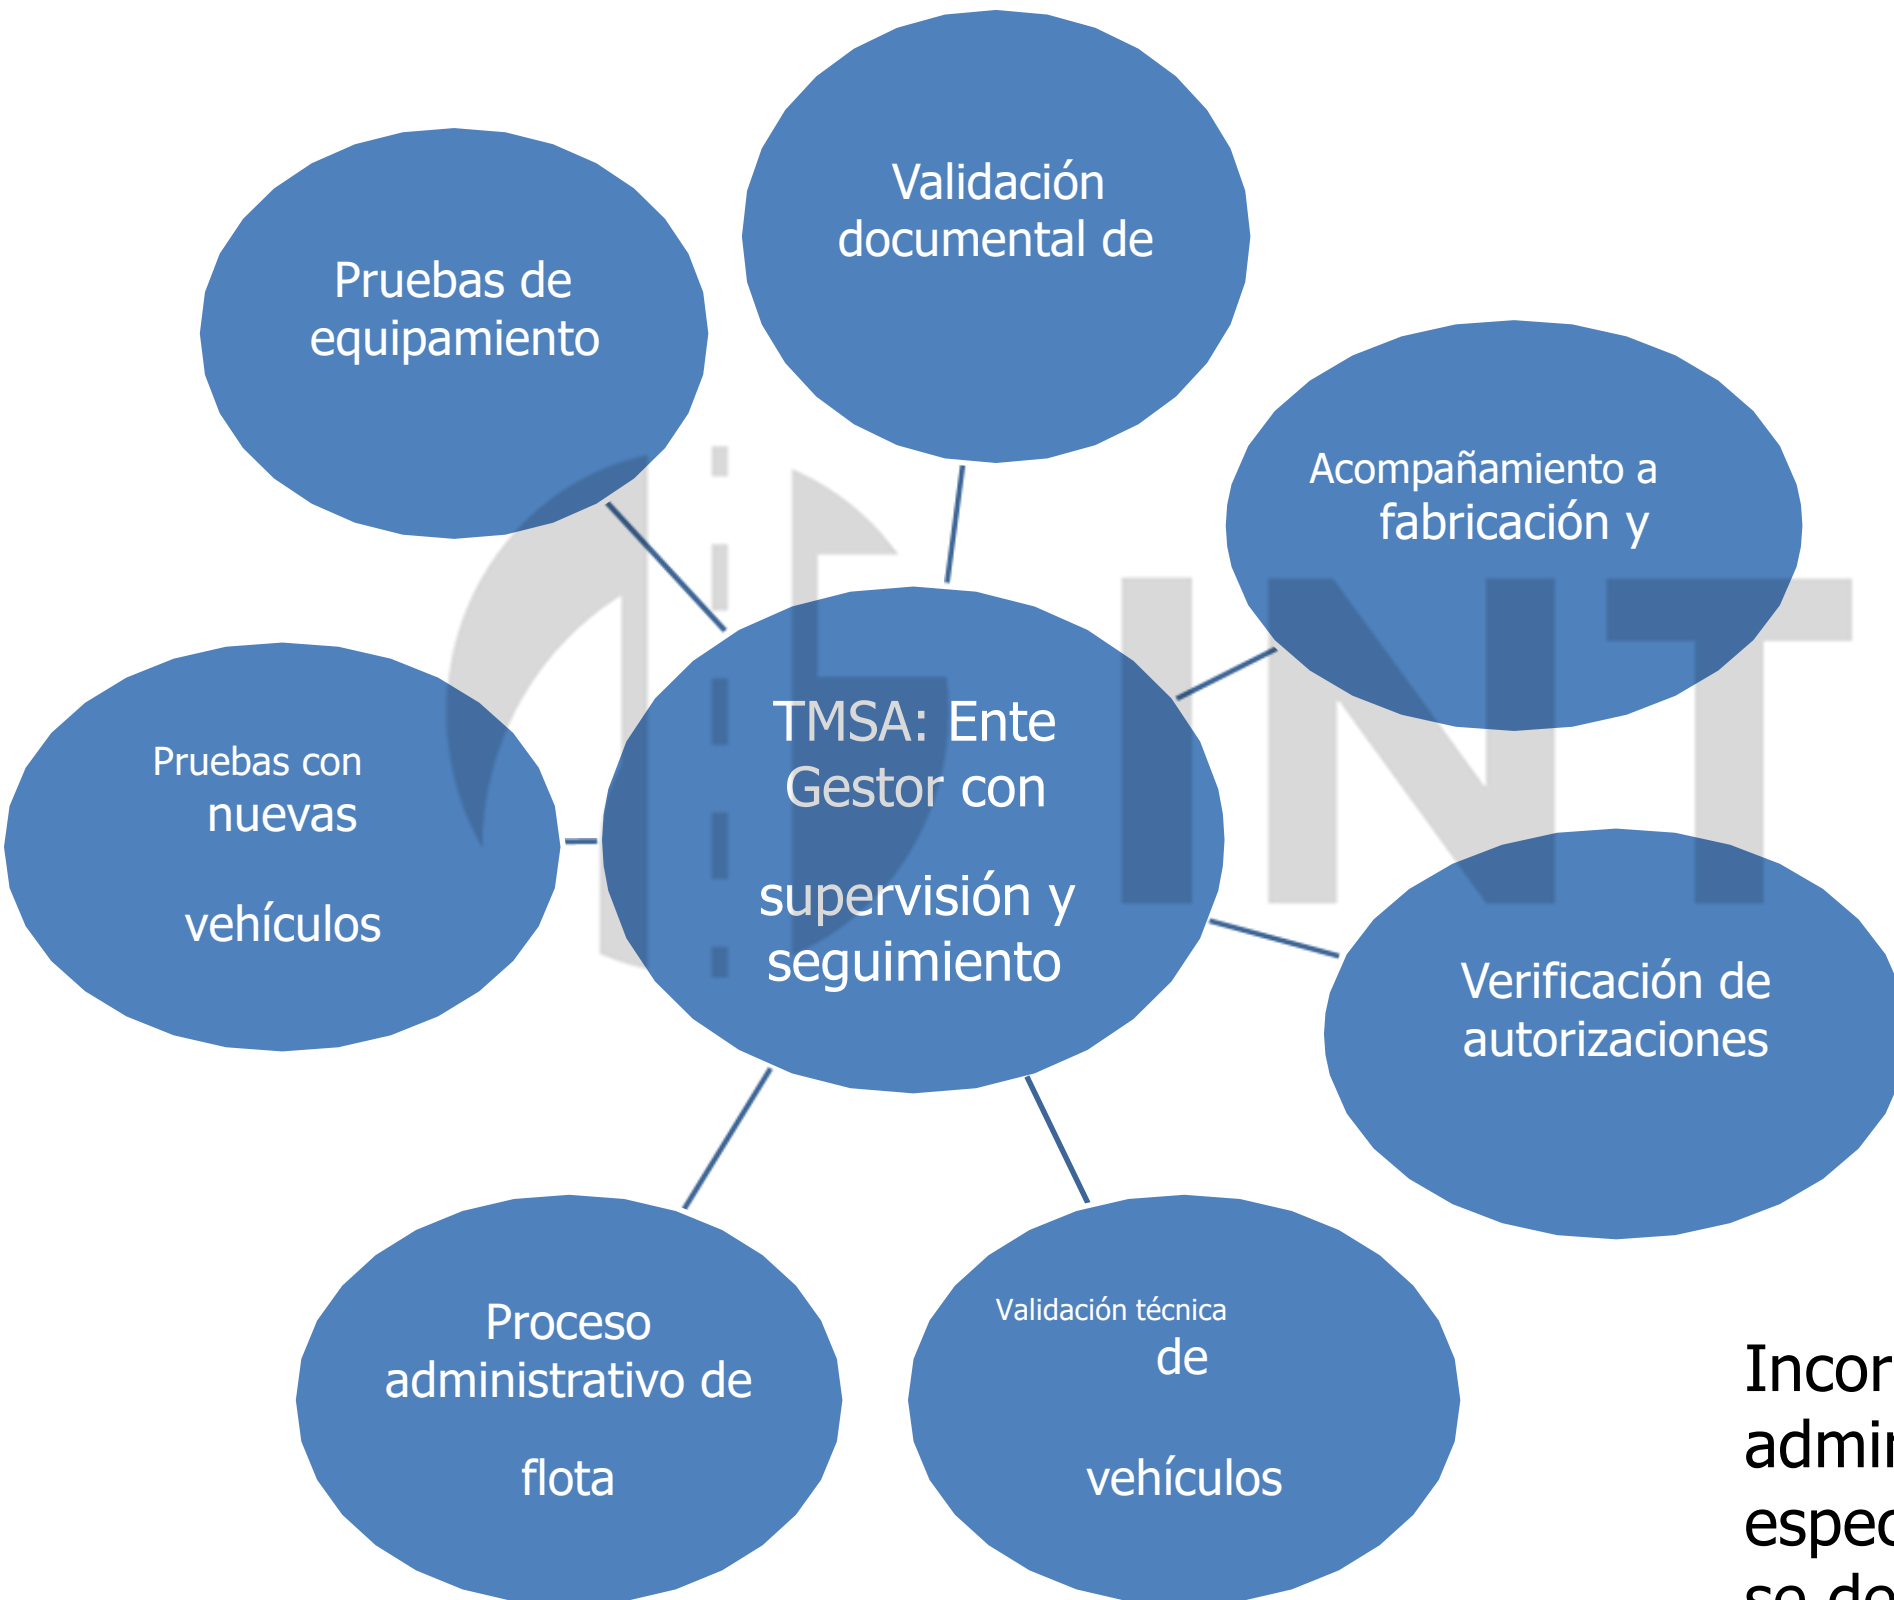 Validación
documental de
Pruebas de
equipamiento
Acompañamiento a
fabricación y
TMSA: Ente
Gestor con
supervisión y
seguimiento
Pruebas con
nuevas
vehículos
Verificación de
autorizaciones
Proceso
administrativo de
flota
Validación técnica
de
vehículos
INT